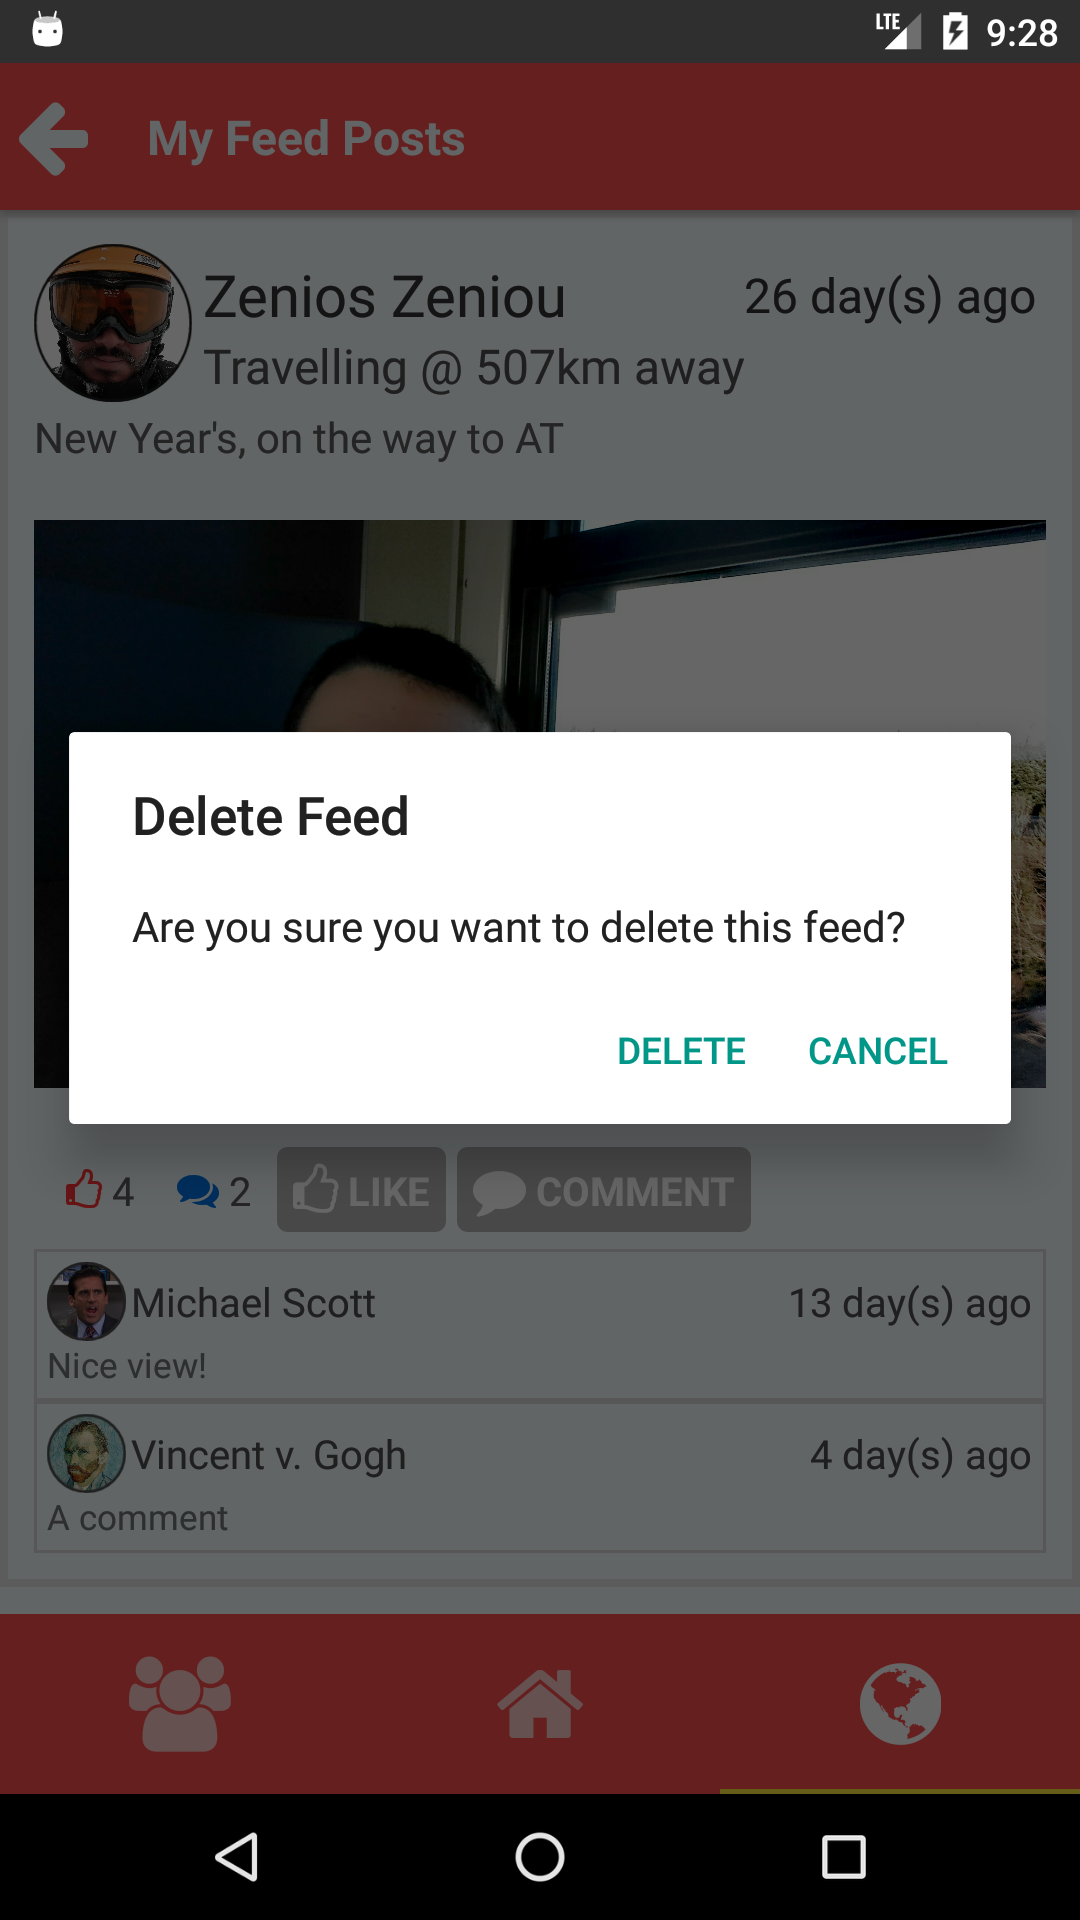 LTE 9:28
My Feed Posts
Zenios Zeniou 26 day(s) ago
Travelling @ 507km away
New Year's, on the way to AT
Delete Feed
Are you sure you want to delete this feed?
DELETE CANCEL
4 2 LIKE COMMENT
Michael Scott 13 day(s) ago
Nice view!
Vincent v. Gogh 4 day(s) ago
A comment